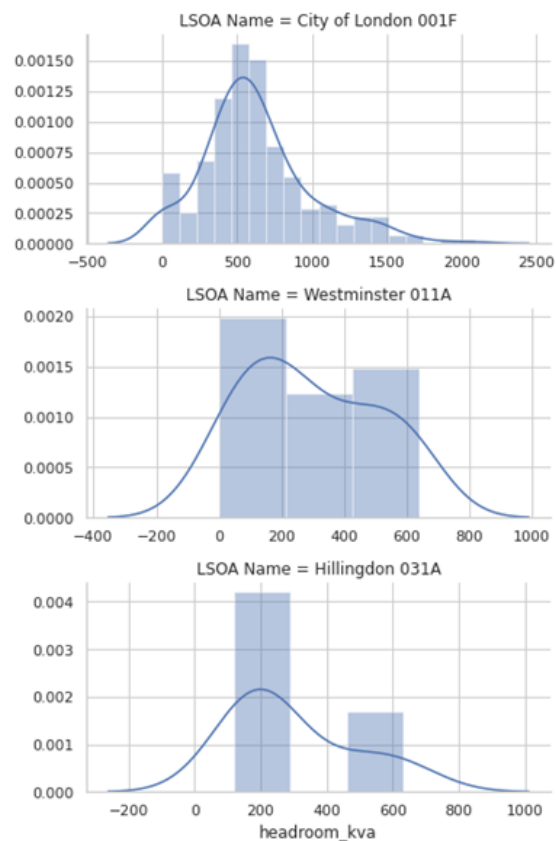 LSOA Name = City of London 001F
0.00150
0.00125
0.00100
0.00075
0.00050
0.00025
0.00000
−500 0 500 1000 1500 2000 2500
LSOA Name = Westminster 011A
0.0020
0.0015
0.0010
0.0005
0.0000
−400 −200 0 200 400 600 800 1000
LSOA Name = Hillingdon 031A
0.004
0.003
0.002
0.001
0.000
−200 0 200 400 600 800 1000
headroom_kva